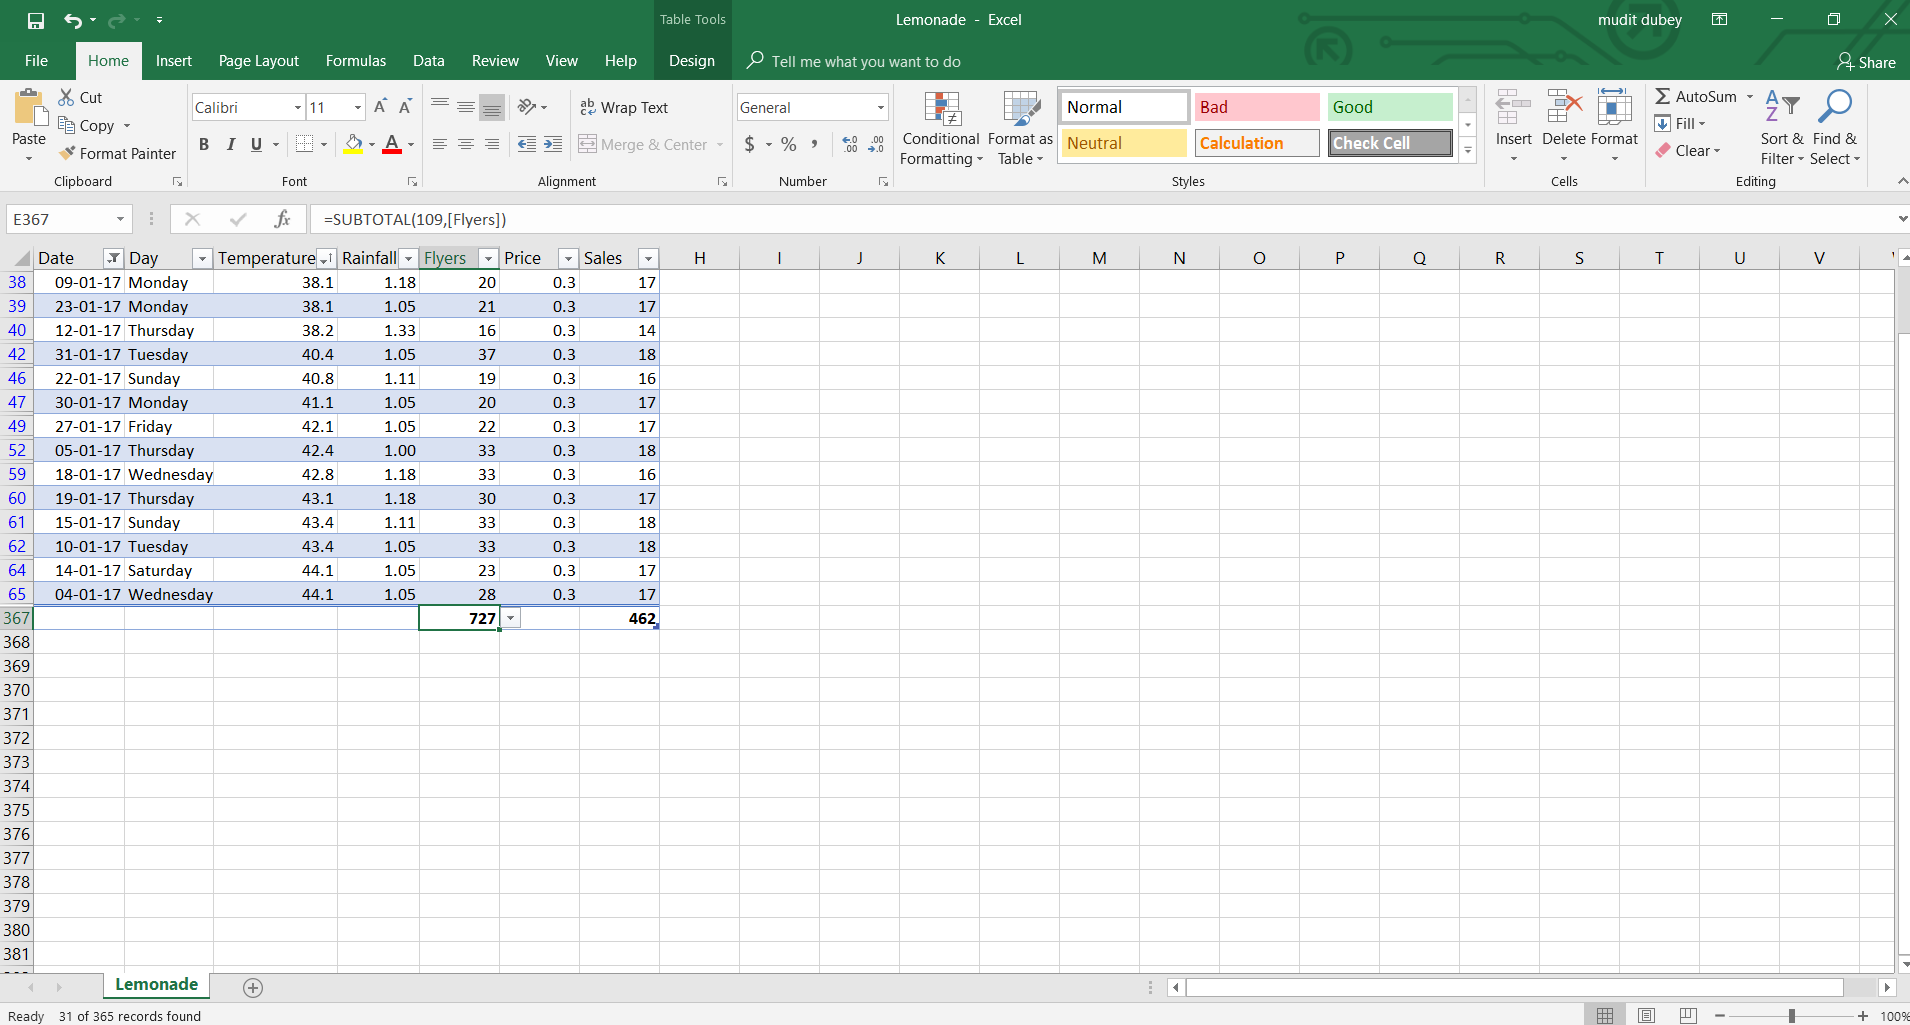 Table Tools
Lemonade - Excel
mudit dubey
File Home Insert Page Layout Formulas Data Review View Help Design Tell me what you want to do Share
Paste
Cut
Copy
Format Painter
Clipboard
Calibri 11
B I U
Font
Wrap Text
Merge & Center
Alignment
General
$ % , .00 .0
Number
Conditional Formatting
Format as Table
Normal Bad Good
Neutral Calculation Check Cell
Styles
Insert Delete Format
Cells
AutoSum
Fill
Clear
Sort & Filter
Find & Select
Editing
E367 fx =SUBTOTAL(109,[Flyers])
Date Day Temperature Rainfall Flyers Price Sales H I J K L M N O P Q R S T U V
38 09-01-17 Monday 38.1 1.18 20 0.3 17
39 23-01-17 Monday 38.1 1.05 21 0.3 17
40 12-01-17 Thursday 38.2 1.33 16 0.3 14
42 31-01-17 Tuesday 40.4 1.05 37 0.3 18
46 22-01-17 Sunday 40.8 1.11 19 0.3 16
47 30-01-17 Monday 41.1 1.05 20 0.3 17
49 27-01-17 Friday 42.1 1.05 22 0.3 17
52 05-01-17 Thursday 42.4 1.00 33 0.3 18
59 18-01-17 Wednesday 42.8 1.18 33 0.3 16
60 19-01-17 Thursday 43.1 1.18 30 0.3 17
61 15-01-17 Sunday 43.4 1.11 33 0.3 18
62 10-01-17 Tuesday 43.4 1.05 33 0.3 18
64 14-01-17 Saturday 44.1 1.05 23 0.3 17
65 04-01-17 Wednesday 44.1 1.05 28 0.3 17
367 727 462
368
369
370
371
372
373
374
375
376
377
378
379
380
381
Lemonade
Ready 31 of 365 records found 100%